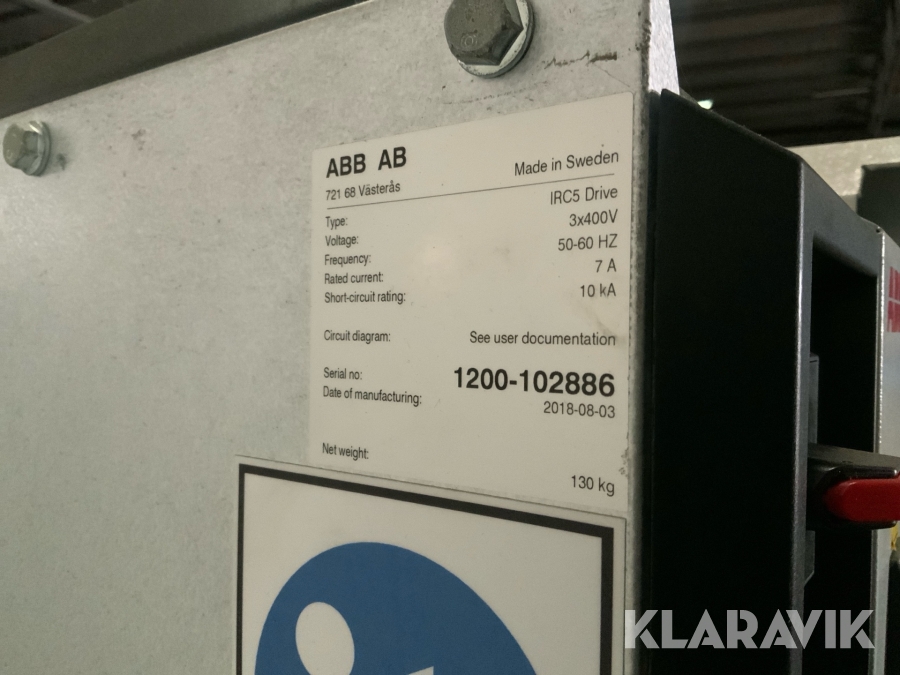 ABB AB
Made in Sweden
721 68 Västerås
Type: IRC5 Drive
Voltage: 3x400V
Frequency: 50-60 HZ
Rated current: 7 A
Short-circuit rating: 10 kA
Circuit diagram: See user documentation
Serial no: 1200-102886
Date of manufacturing: 2018-08-03
Net weight: 130 kg
KLARAVIK